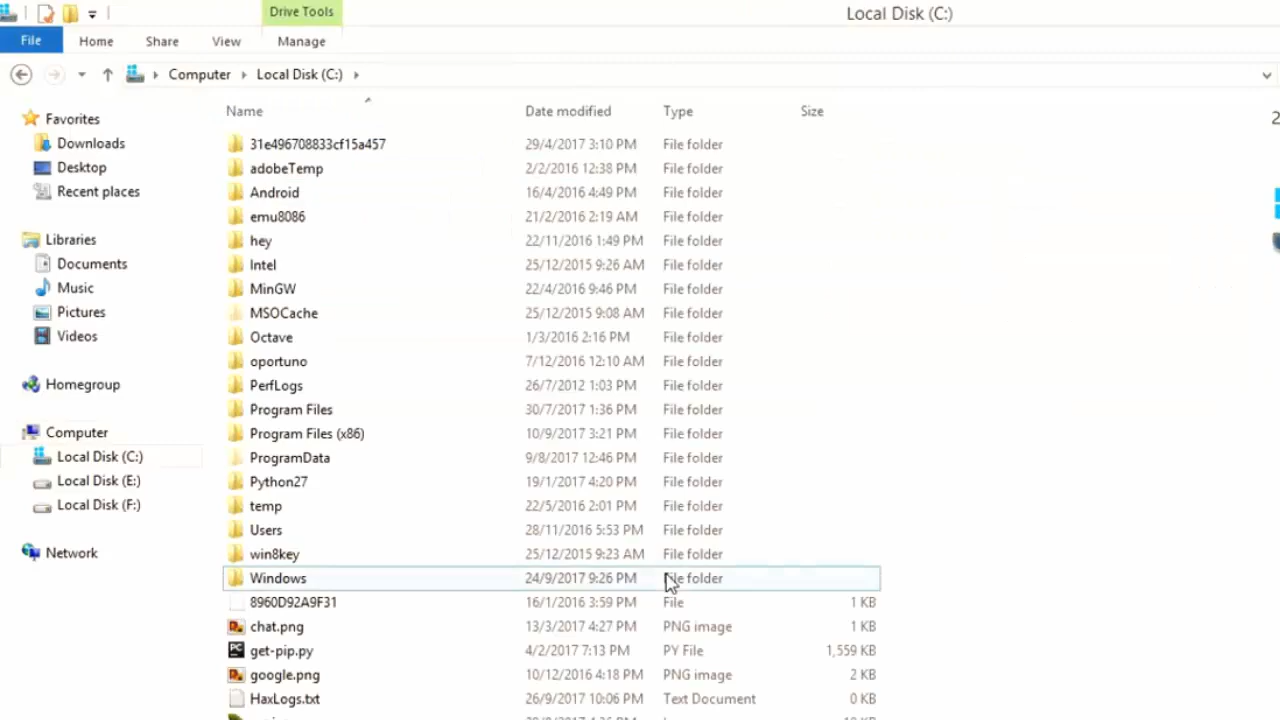 Drive Tools
Local Disk (C:)
File Home Share View Manage
Computer Local Disk (C:)
Name Date modified Type Size
Favorites
Downloads
Desktop
Recent places
Libraries
Documents
Music
Pictures
Videos
Homegroup
Computer
Local Disk (C:)
Local Disk (E:)
Local Disk (F:)
Network
31e496708833cf15a457 29/4/2017 3:10 PM File folder
adobeTemp 2/2/2016 12:38 PM File folder
Android 16/4/2016 4:49 PM File folder
emu8086 21/2/2016 2:19 AM File folder
hey 22/11/2016 1:49 PM File folder
Intel 25/12/2015 9:26 AM File folder
MinGW 22/4/2016 9:46 PM File folder
MSOCache 25/12/2015 9:08 AM File folder
Octave 1/3/2016 2:16 PM File folder
oportuno 7/12/2016 12:10 AM File folder
PerfLogs 26/7/2012 1:03 PM File folder
Program Files 30/7/2017 1:36 PM File folder
Program Files (x86) 10/9/2017 3:21 PM File folder
ProgramData 9/8/2017 12:46 PM File folder
Python27 19/1/2017 4:20 PM File folder
temp 22/5/2016 2:01 PM File folder
Users 28/11/2016 5:53 PM File folder
win8key 25/12/2015 9:23 AM File folder
Windows 24/9/2017 9:26 PM File folder
8960D92A9F31 16/1/2016 3:59 PM File 1 KB
chat.png 13/3/2017 4:27 PM PNG image 1 KB
get-pip.py 4/2/2017 7:13 PM PY File 1,559 KB
google.png 10/12/2016 4:18 PM PNG image 2 KB
HaxLogs.txt 26/9/2017 10:06 PM Text Document 0 KB